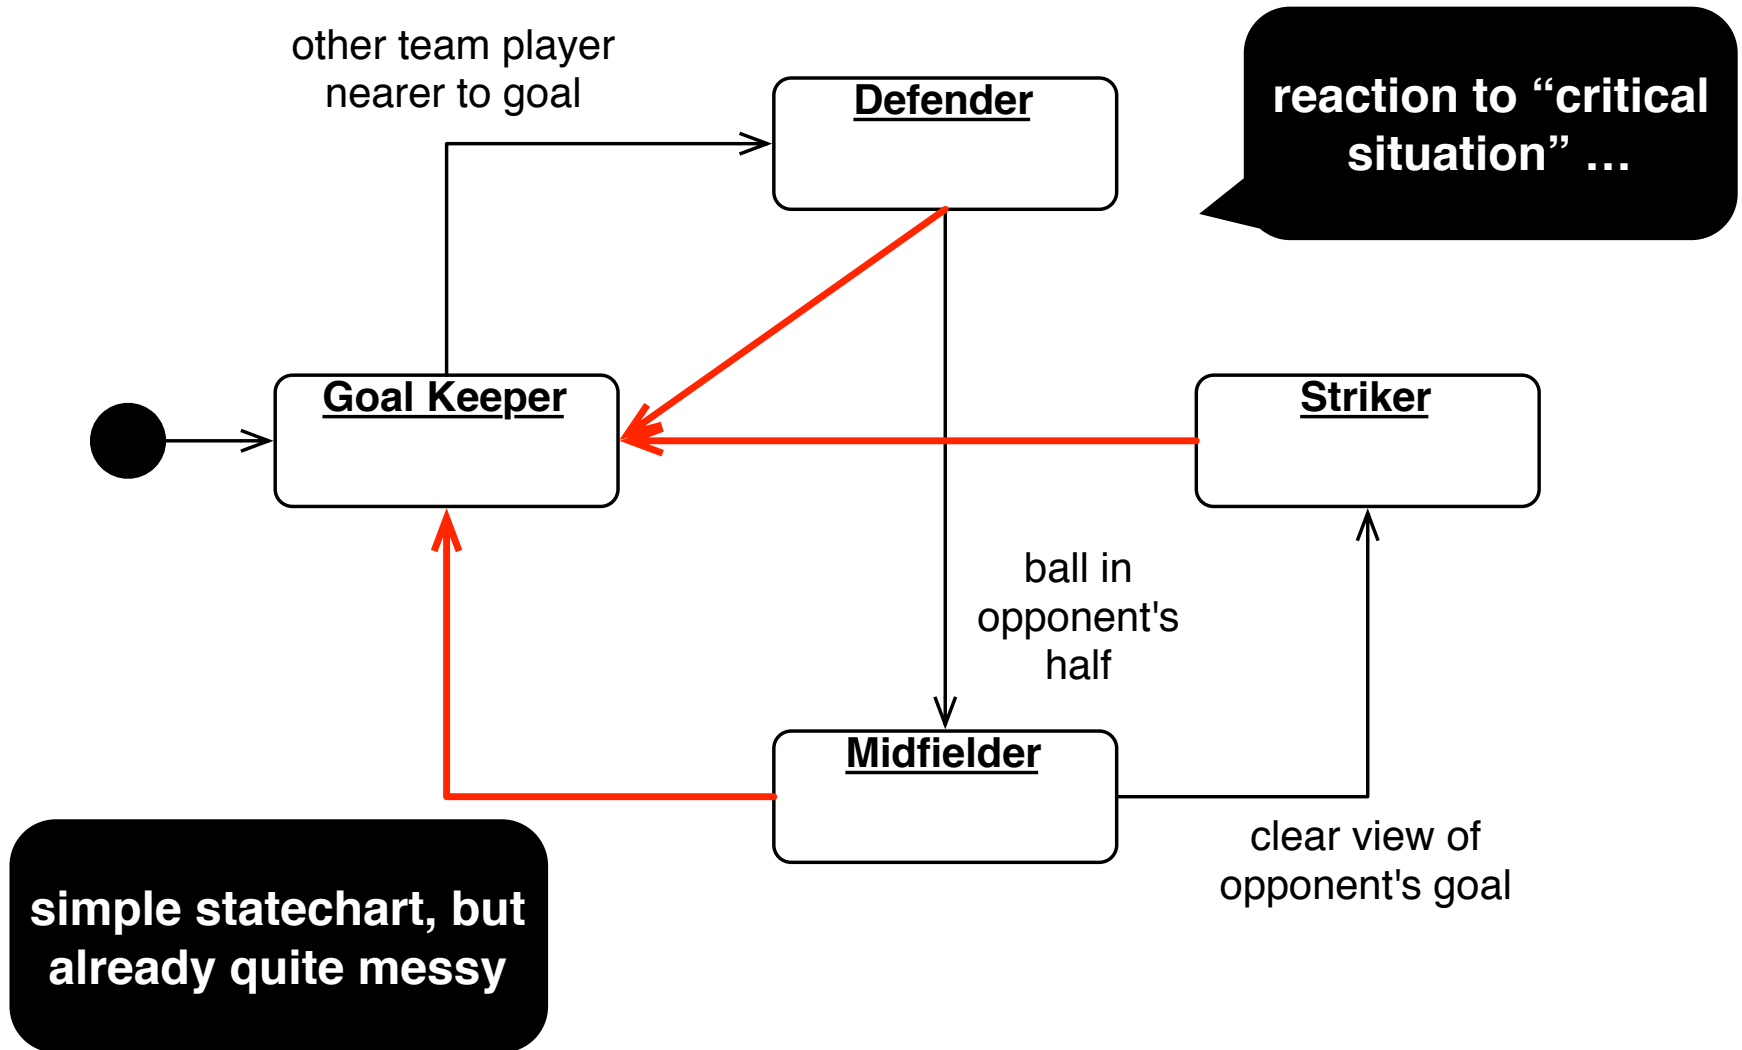 other team player
nearer to goal
Defender
reaction to “critical
situation” …
Goal Keeper
Striker
ball in
opponent's
half
Midfielder
clear view of
opponent's goal
simple statechart, but
already quite messy